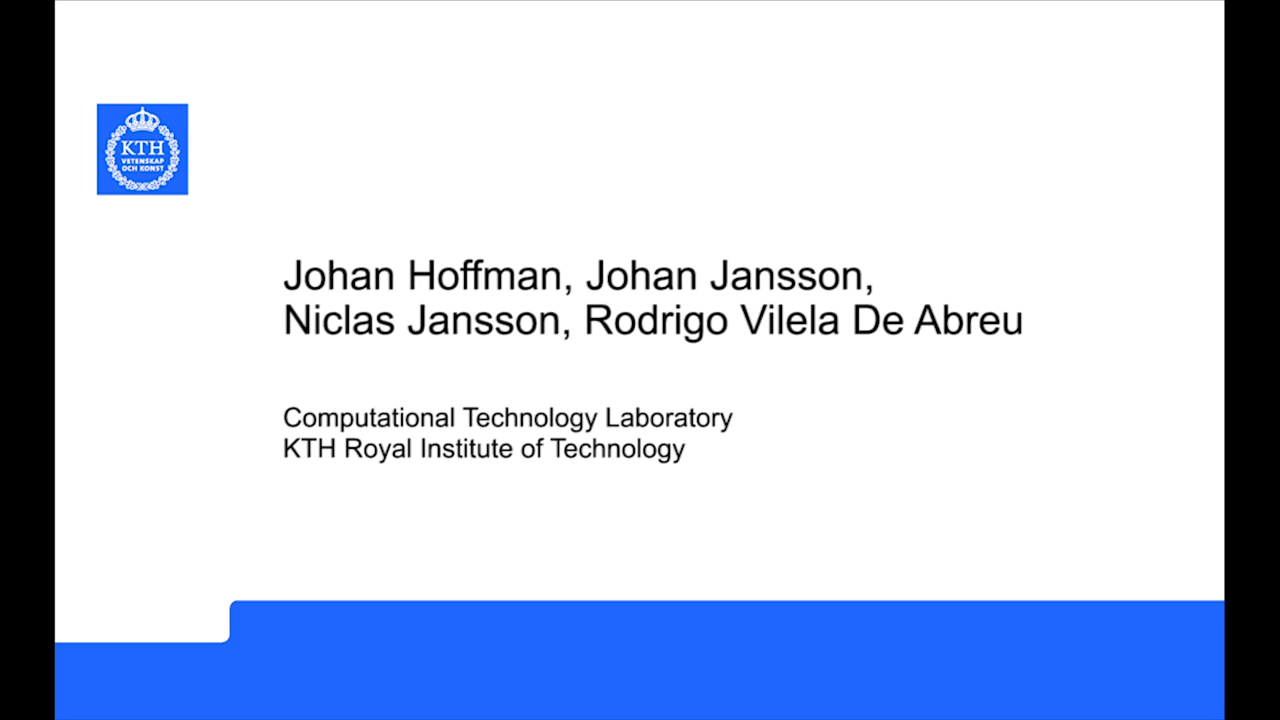 KTH
VETENSKAP
OCH KONST
Johan Hoffman, Johan Jansson,
Niclas Jansson, Rodrigo Vilela De Abreu
Computational Technology Laboratory
KTH Royal Institute of Technology